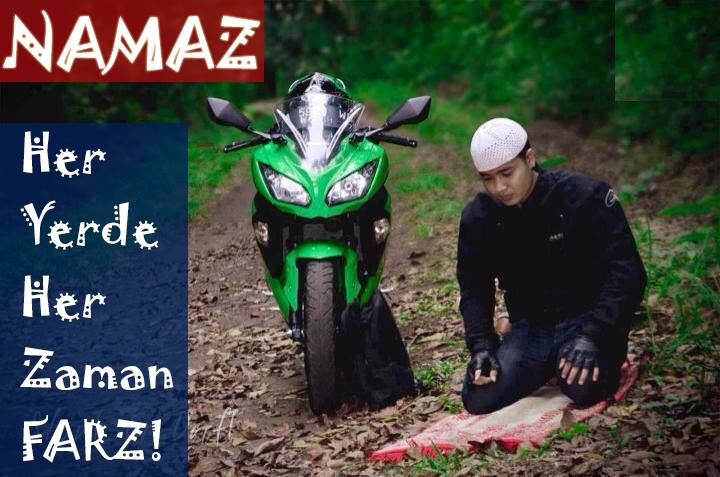 NAMAZ
Her
Yerde
Her
Zaman
FARZ!